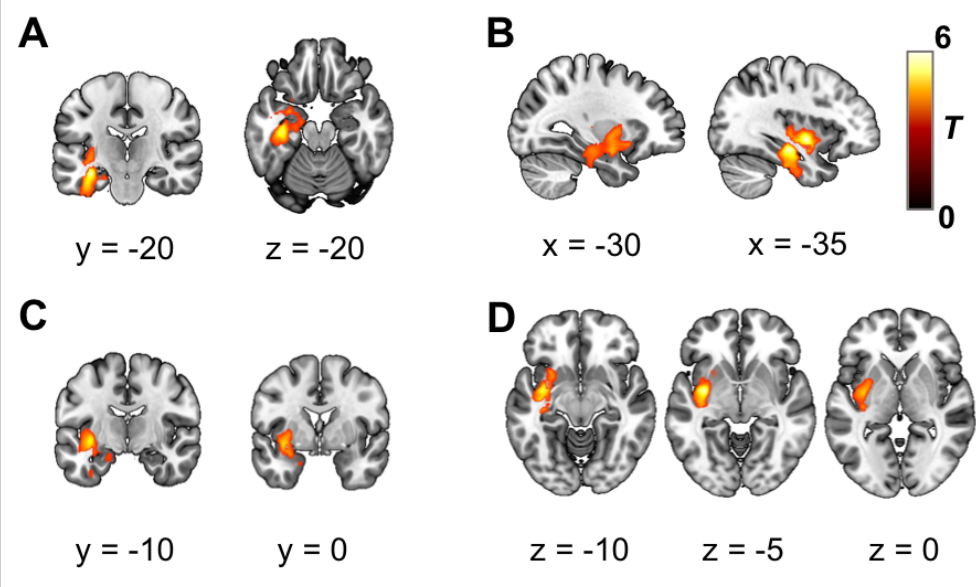 A
B
6
T
0
y = -20
z = -20
x = -30
x = -35
C
D
y = -10
y = 0
z = -10
z = -5
z = 0